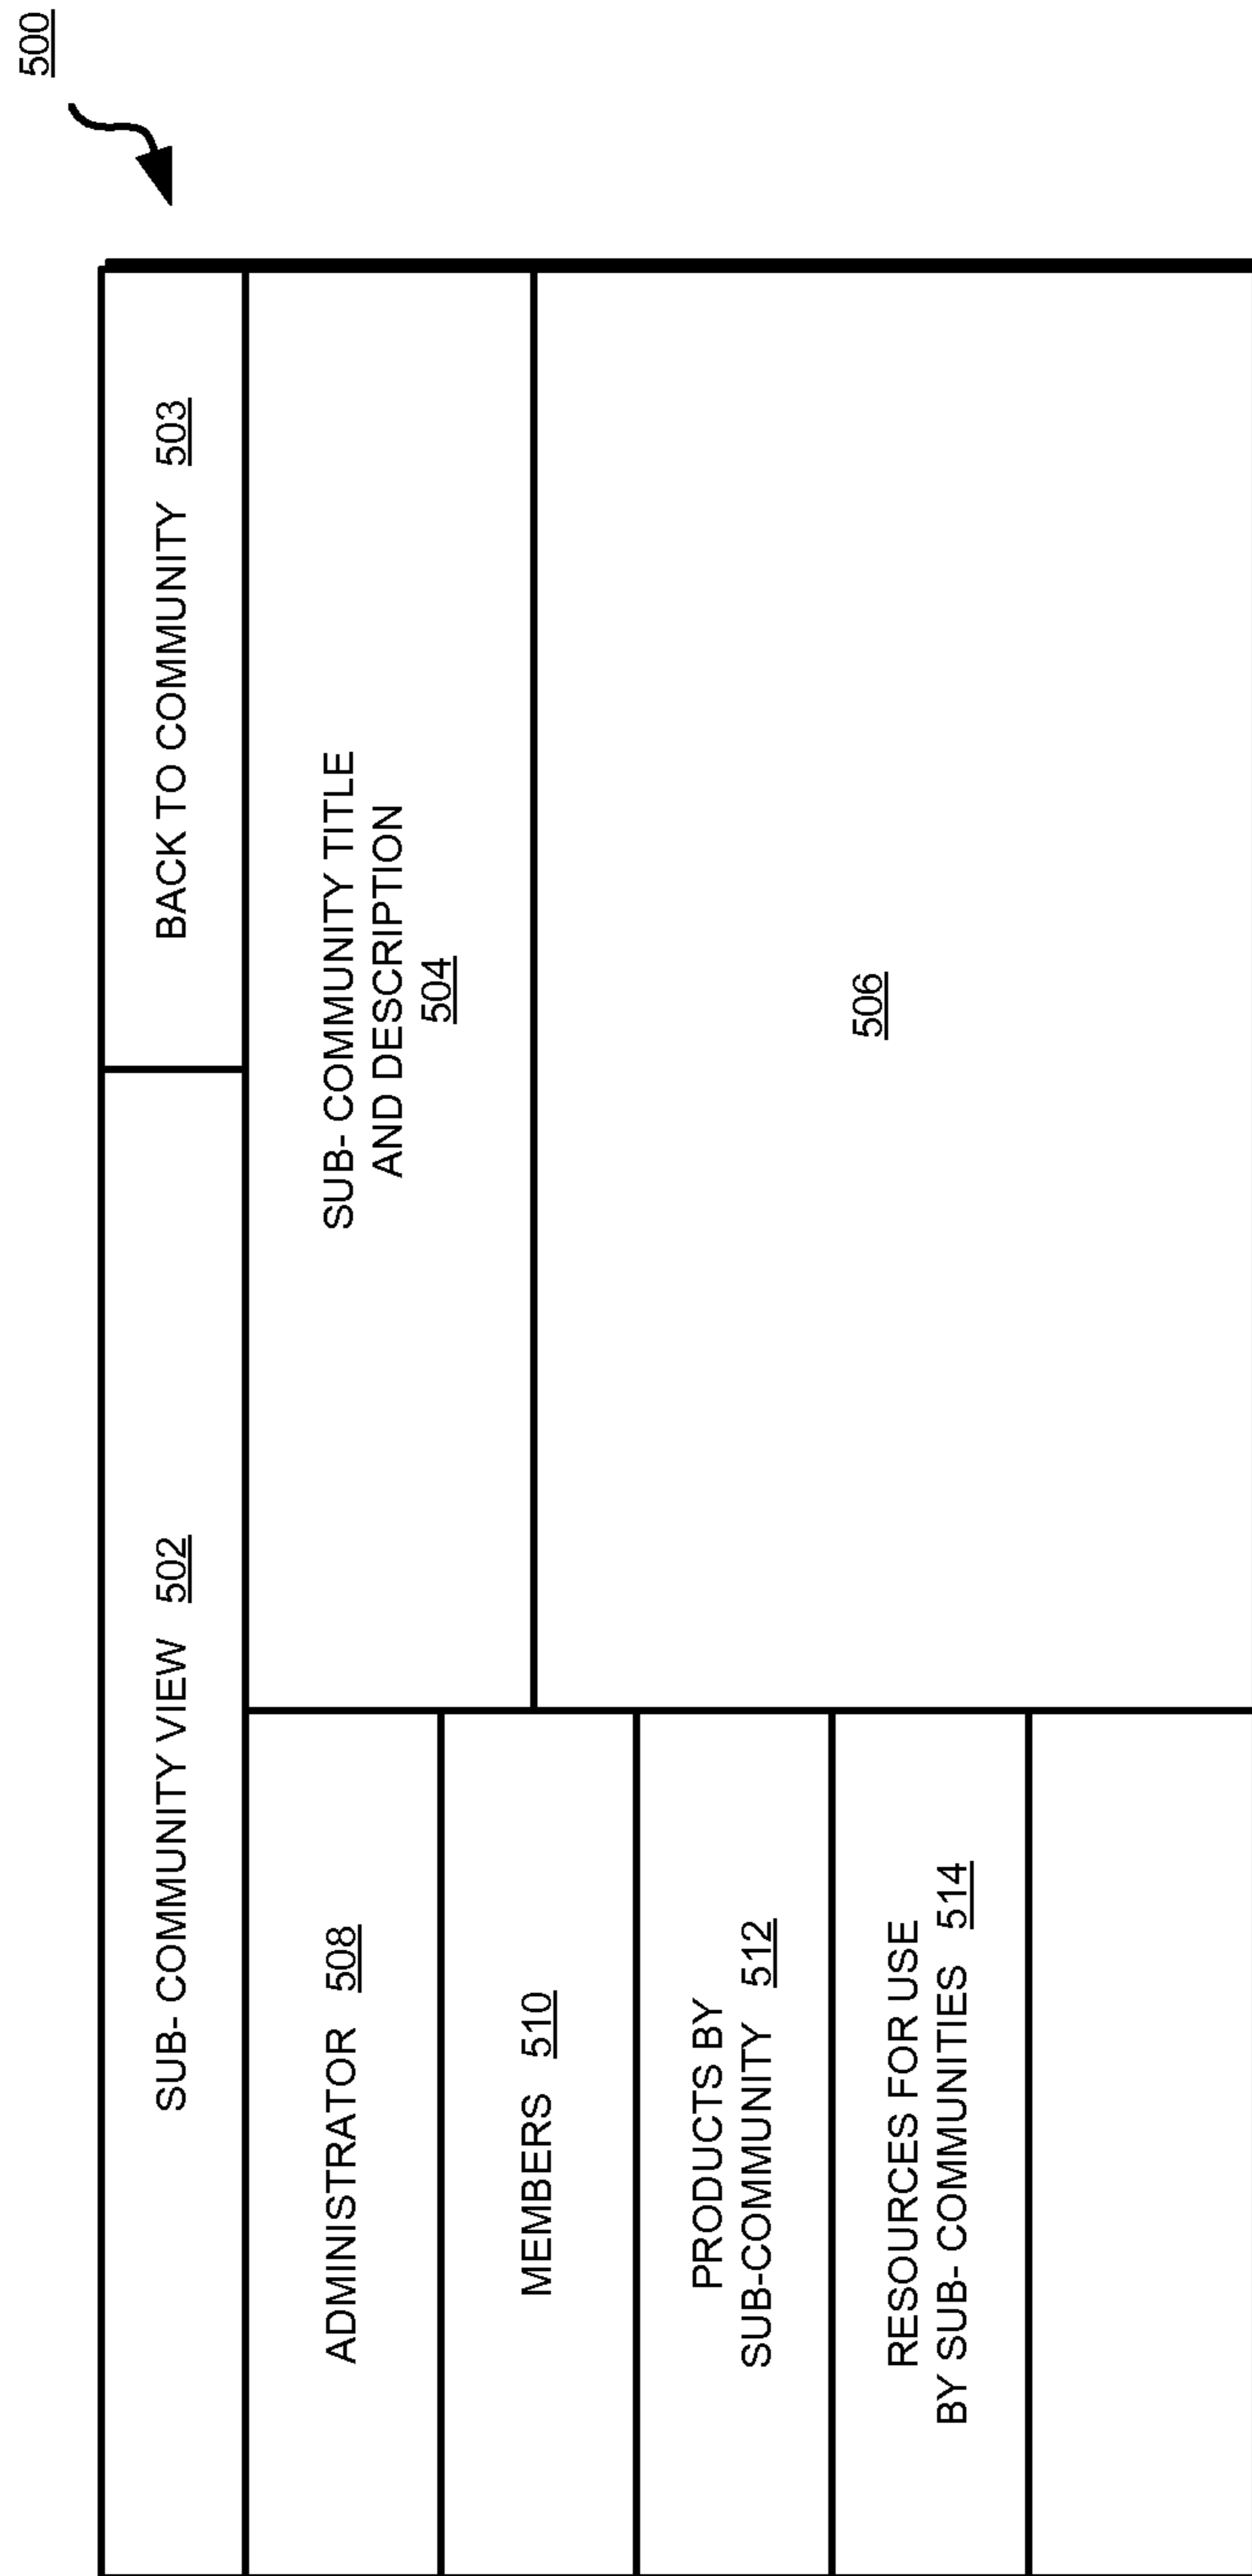 500
SUB- COMMUNITY VIEW 502
BACK TO COMMUNITY 503
ADMINISTRATOR 508
MEMBERS 510
PRODUCTS BY
SUB-COMMUNITY 512
RESOURCES FOR USE
BY SUB- COMMUNITIES 514
SUB- COMMUNITY TITLE
AND DESCRIPTION
504
506